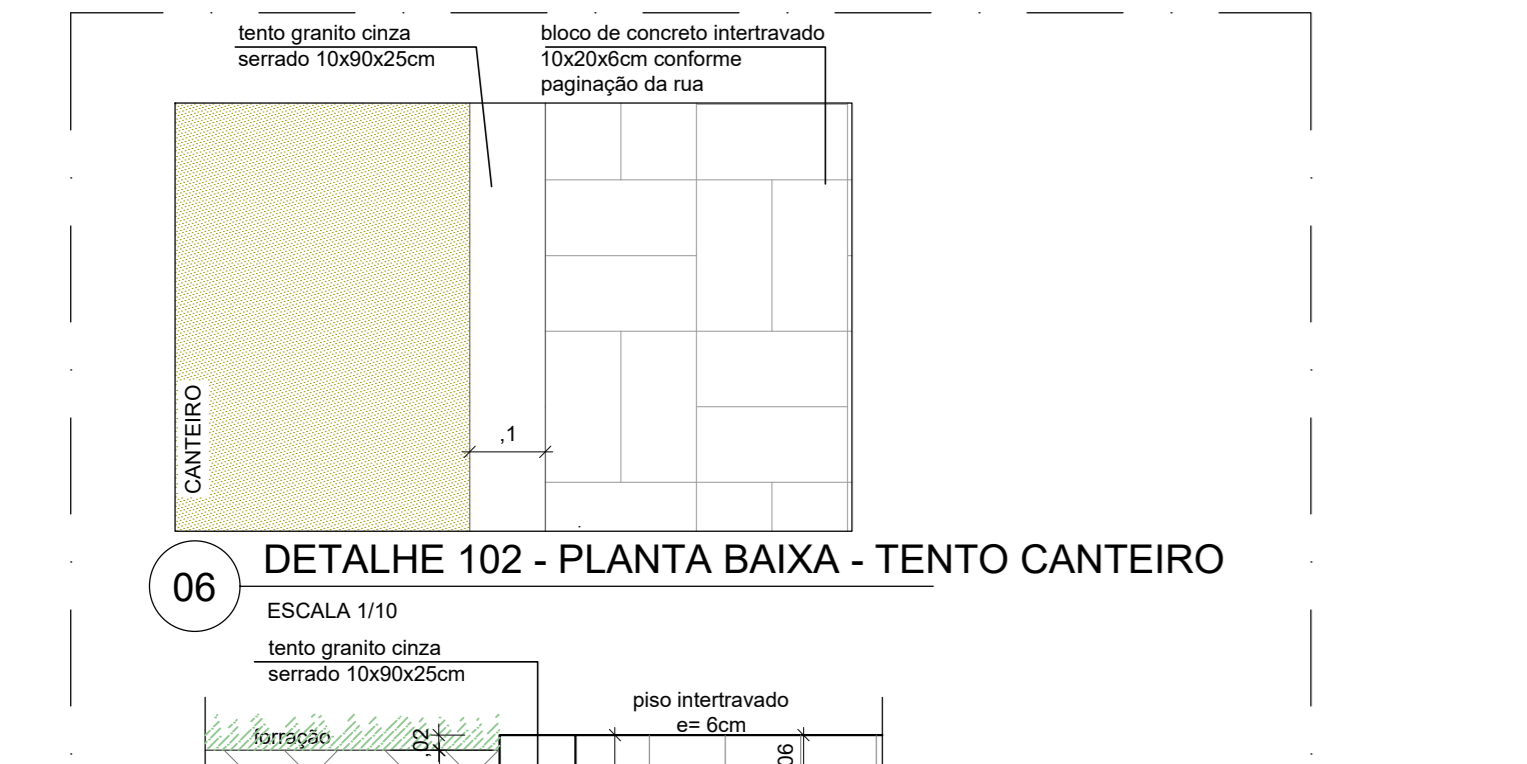 tento granito cinza
serrado 10x90x25cm
bloco de concreto intertravado
10x20x6cm conforme
paginação da rua
CANTEIRO
,1
06
DETALHE 102 - PLANTA BAIXA - TENTO CANTEIRO
ESCALA 1/10
tento granito cinza
serrado 10x90x25cm
piso intertravado
e= 6cm
forração
,02
06